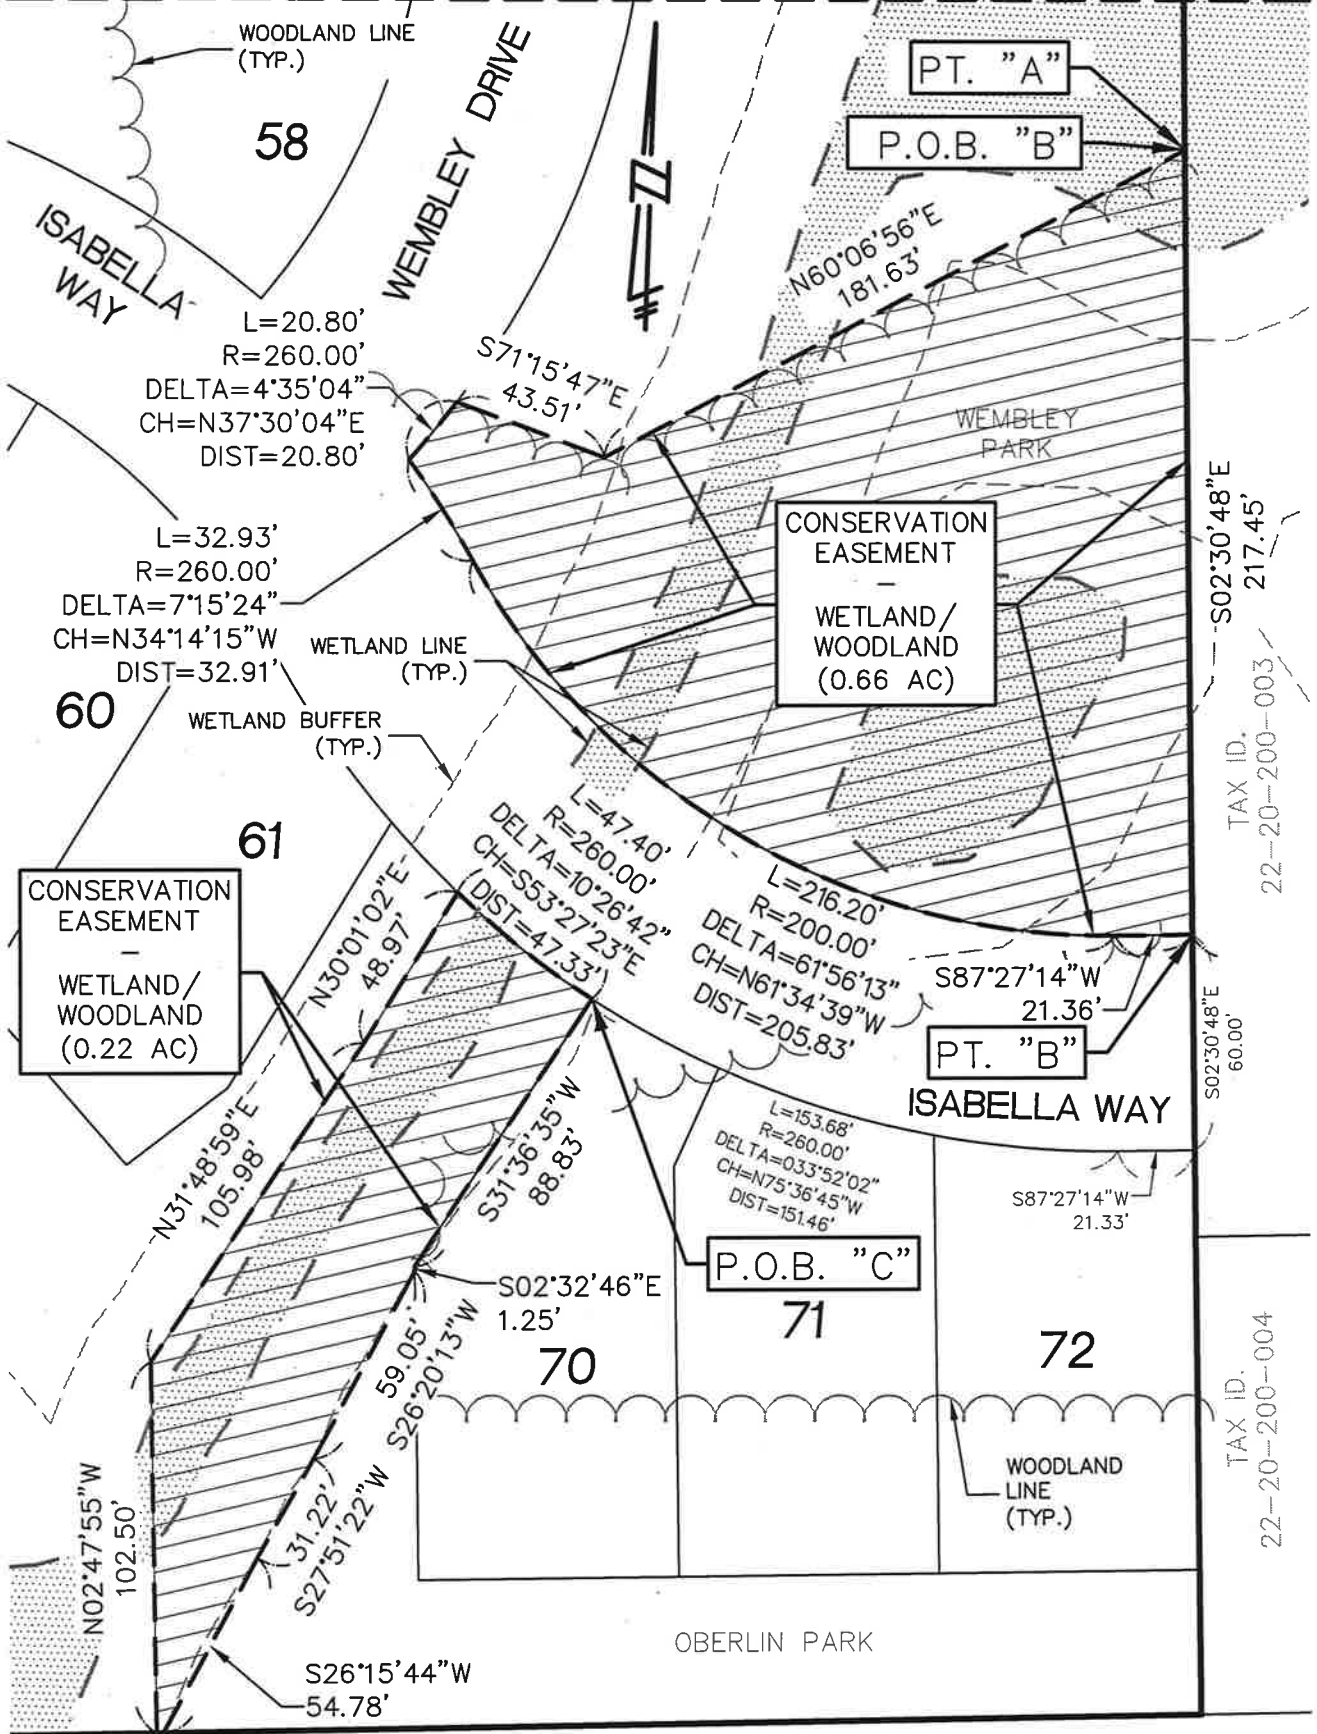 WOODLAND LINE
(TYP.)
58
WEMBLEY DRIVE
ISABELLA
WAY
N
PT. "A"
P.O.B. "B"
N60°06'56"E
181.63'
L=20.80'
R=260.00'
DELTA=4°35'04"
CH=N37°30'04"E
DIST=20.80'
S71°15'47"E
43.51'
WEMBLEY
PARK
S02°30'48"E
217.45'
L=32.93'
R=260.00'
DELTA=7°15'24"
CH=N34°14'15"W
DIST=32.91'
CONSERVATION
EASEMENT
–
WETLAND/
WOODLAND
(0.66 AC)
WETLAND LINE
(TYP.)
60
WETLAND BUFFER
(TYP.)
TAX ID.
22-20-200-003
61
L=47.40'
R=260.00'
DELTA=10°26'42"
CH=S53°27'23"E
DIST=47.33'
L=216.20'
R=200.00'
DELTA=61°56'13"
CH=N61°34'39"W
DIST=205.83'
CONSERVATION
EASEMENT
–
WETLAND/
WOODLAND
(0.22 AC)
N30°01'02"E
48.97'
S87°27'14"W
21.36'
PT. "B"
S02°30'48"E
60.00'
ISABELLA WAY
N31°48'59"E
105.98'
S31°36'35"W
88.83'
L=153.68'
R=260.00'
DELTA=033°52'02"
CH=N75°36'45"W
DIST=151.46'
S87°27'14"W
21.33'
P.O.B. "C"
S02°32'46"E
1.25'
71
70
72
59.05'
S26°20'13"W
TAX ID.
22-20-200-004
WOODLAND
LINE
(TYP.)
31.22'
S27°51'22"W
N02°47'55"W
102.50'
OBERLIN PARK
S26°15'44"W
54.78'